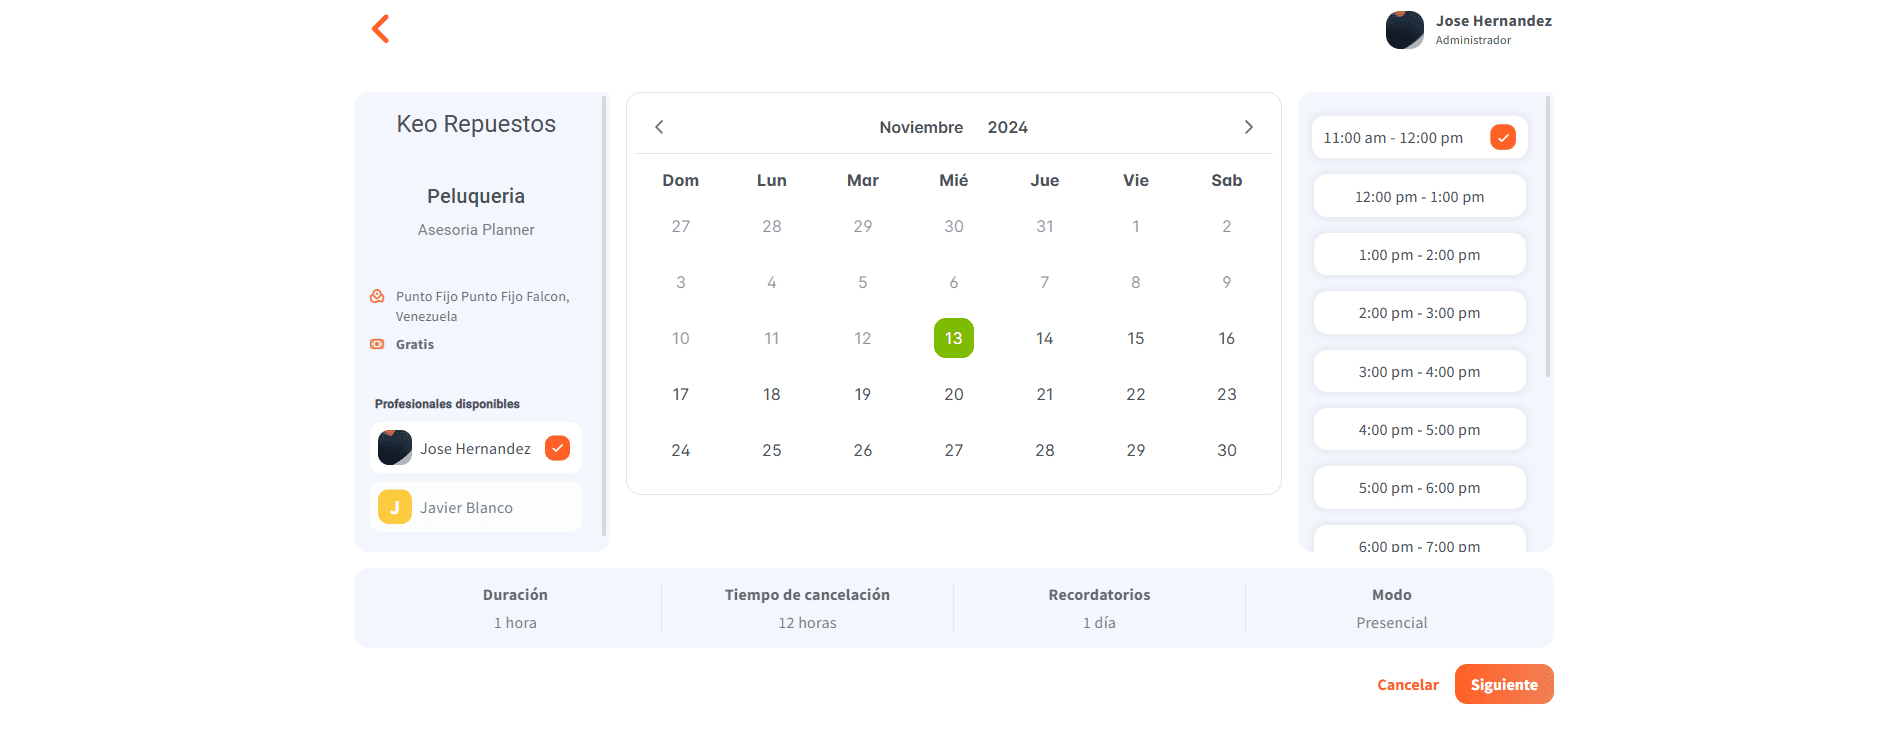 Jose Hernandez
Administrador
Keo Repuestos
Peluqueria
Asesoria Planner
Punto Fijo Punto Fijo Falcon,
Venezuela
Gratis
Profesionales disponibles
Jose Hernandez
J Javier Blanco
Noviembre 2024
Dom Lun Mar Mié Jue Vie Sab
27 28 29 30 31 1 2
3 4 5 6 7 8 9
10 11 12 13 14 15 16
17 18 19 20 21 22 23
24 25 26 27 28 29 30
11:00 am - 12:00 pm
12:00 pm - 1:00 pm
1:00 pm - 2:00 pm
2:00 pm - 3:00 pm
3:00 pm - 4:00 pm
4:00 pm - 5:00 pm
5:00 pm - 6:00 pm
6:00 pm - 7:00 pm
Duración
1 hora
Tiempo de cancelación
12 horas
Recordatorios
1 día
Modo
Presencial
Cancelar Siguiente